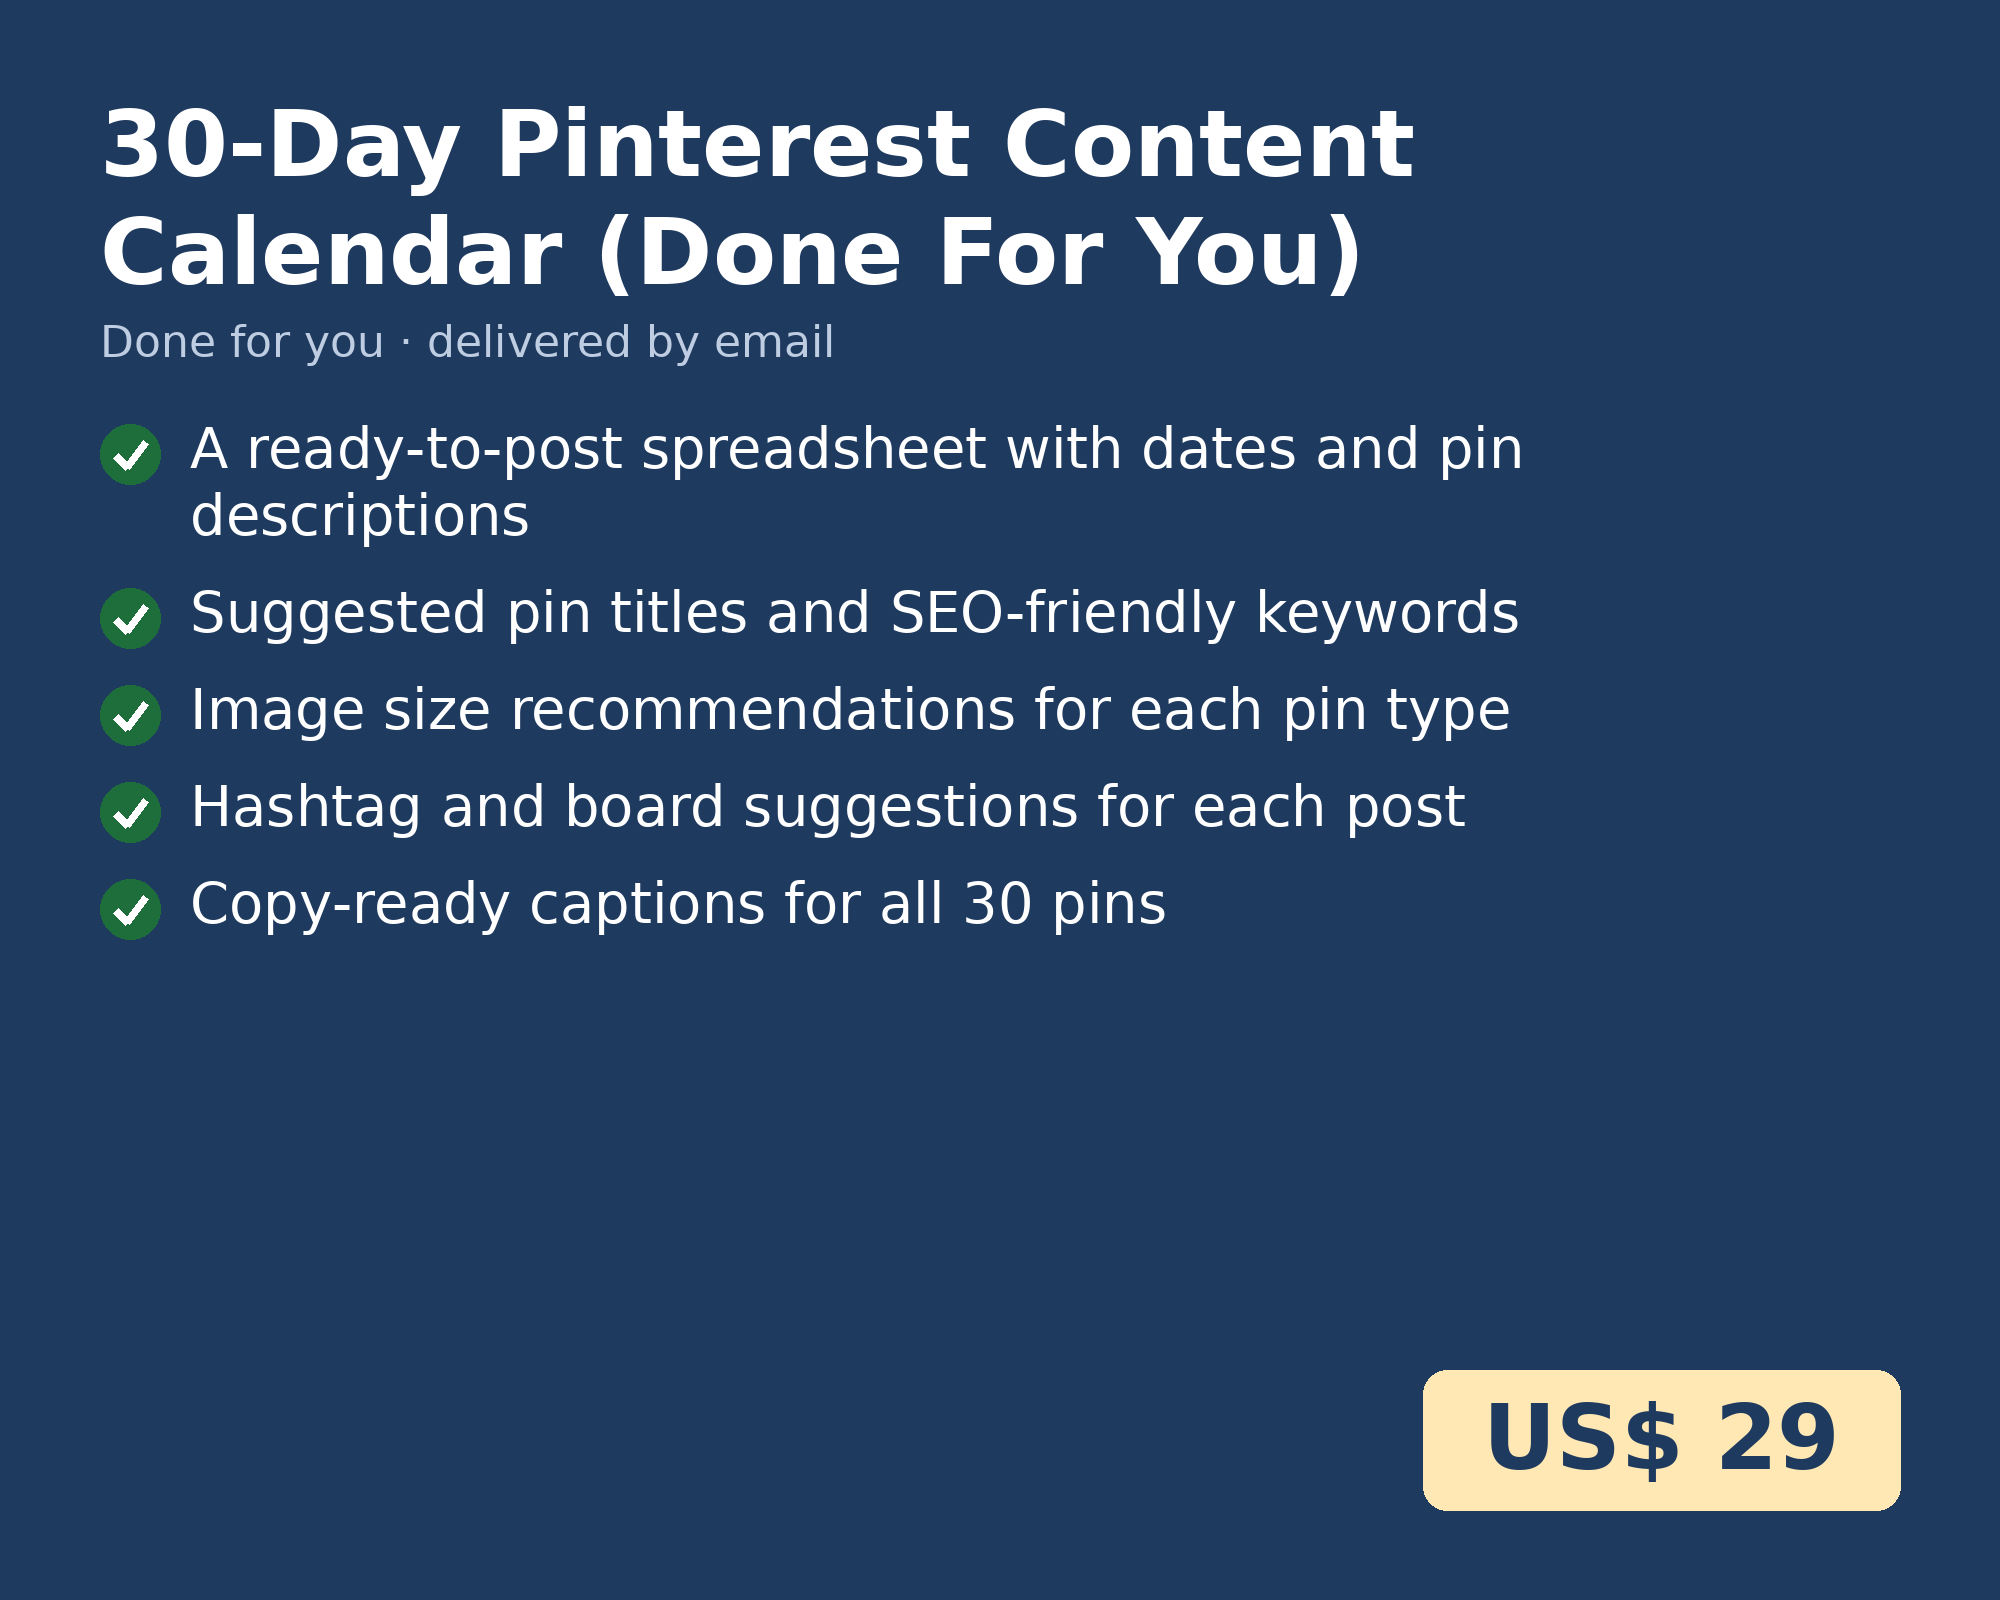 30-Day Pinterest Content
Calendar (Done For You)
Done for you · delivered by email
A ready-to-post spreadsheet with dates and pin
descriptions
Suggested pin titles and SEO-friendly keywords
Image size recommendations for each pin type
Hashtag and board suggestions for each post
Copy-ready captions for all 30 pins
US$ 29